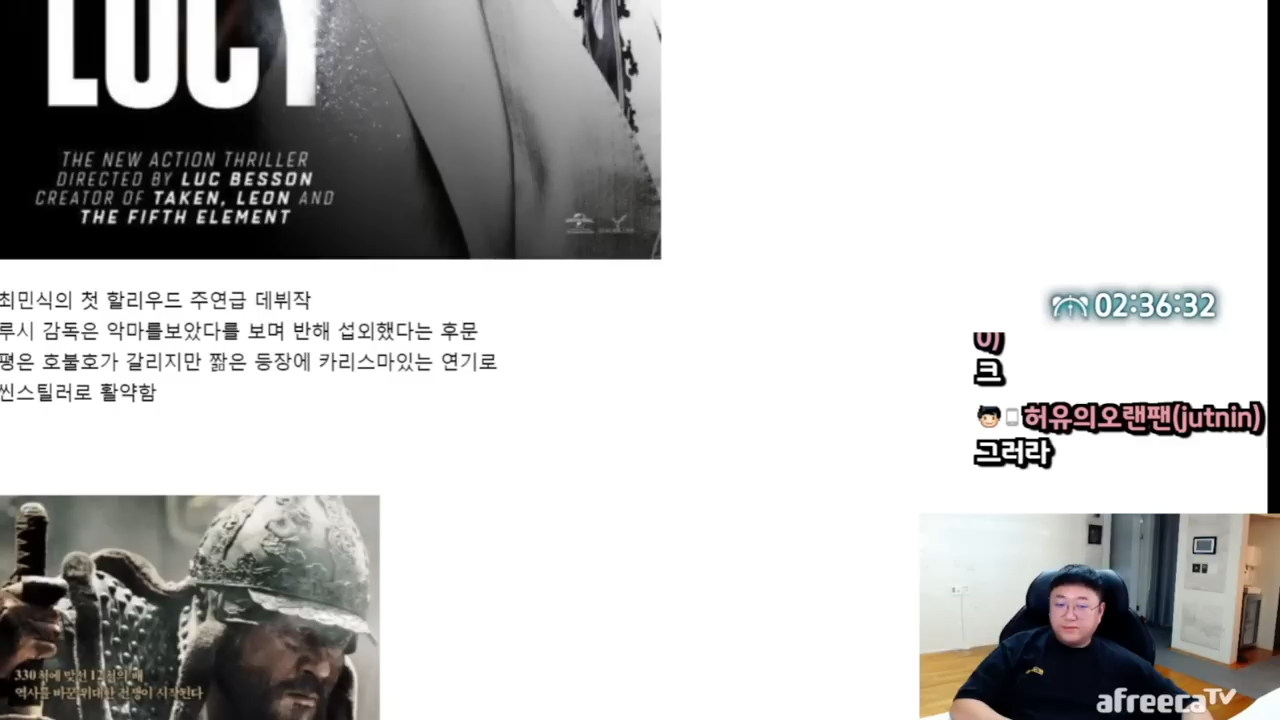 LUCY
THE NEW ACTION THRILLER
DIRECTED BY LUC BESSON
CREATOR OF TAKEN, LEON AND
THE FIFTH ELEMENT
최민식의 첫 할리우드 주연급 데뷔작
루시 감독은 악마를보았다를 보며 반해 섭외했다는 후문
평은 호불호가 갈리지만 짧은 등장에 카리스마있는 연기로
씬스틸러로 활약함
02:36:32
크
허유의오랜팬(jutnin)
그러라
330척에 맞선 12척의 배
역사를 바꾼 위대한 전쟁이 시작된다
afreecaTV